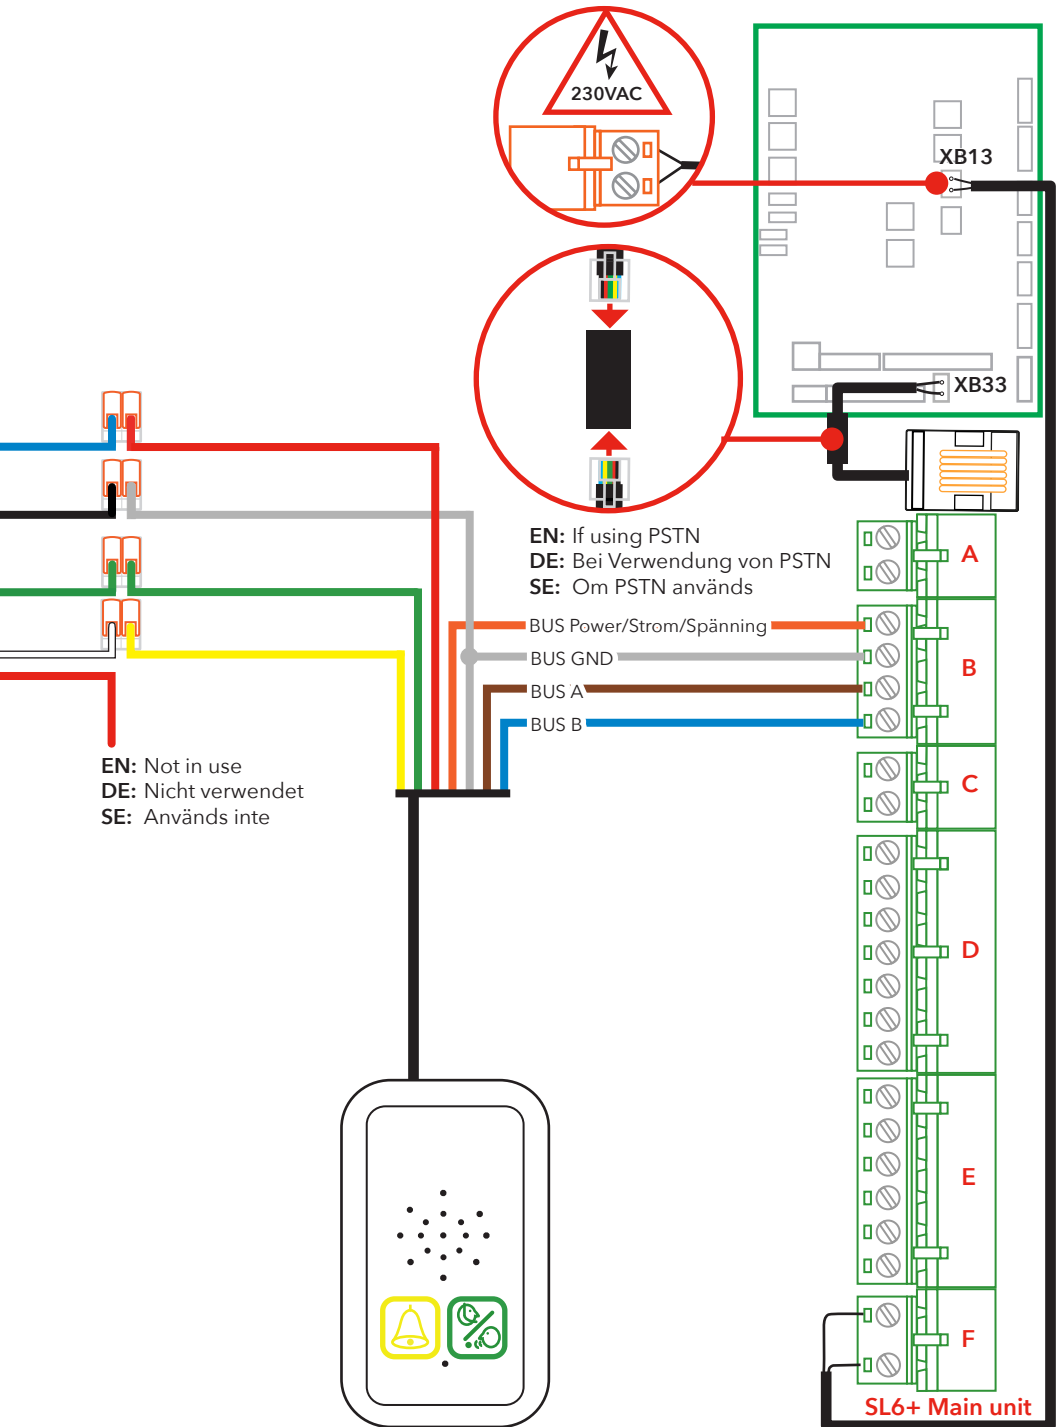 230VAC
XB13
XB33
EN: If using PSTN
DE: Bei Verwendung von PSTN
SE: Om PSTN används
A
BUS Power/Strom/Spänning
BUS GND
BUS A
BUS B
B
EN: Not in use
DE: Nicht verwendet
SE: Används inte
C
D
E
F
SL6+ Main unit